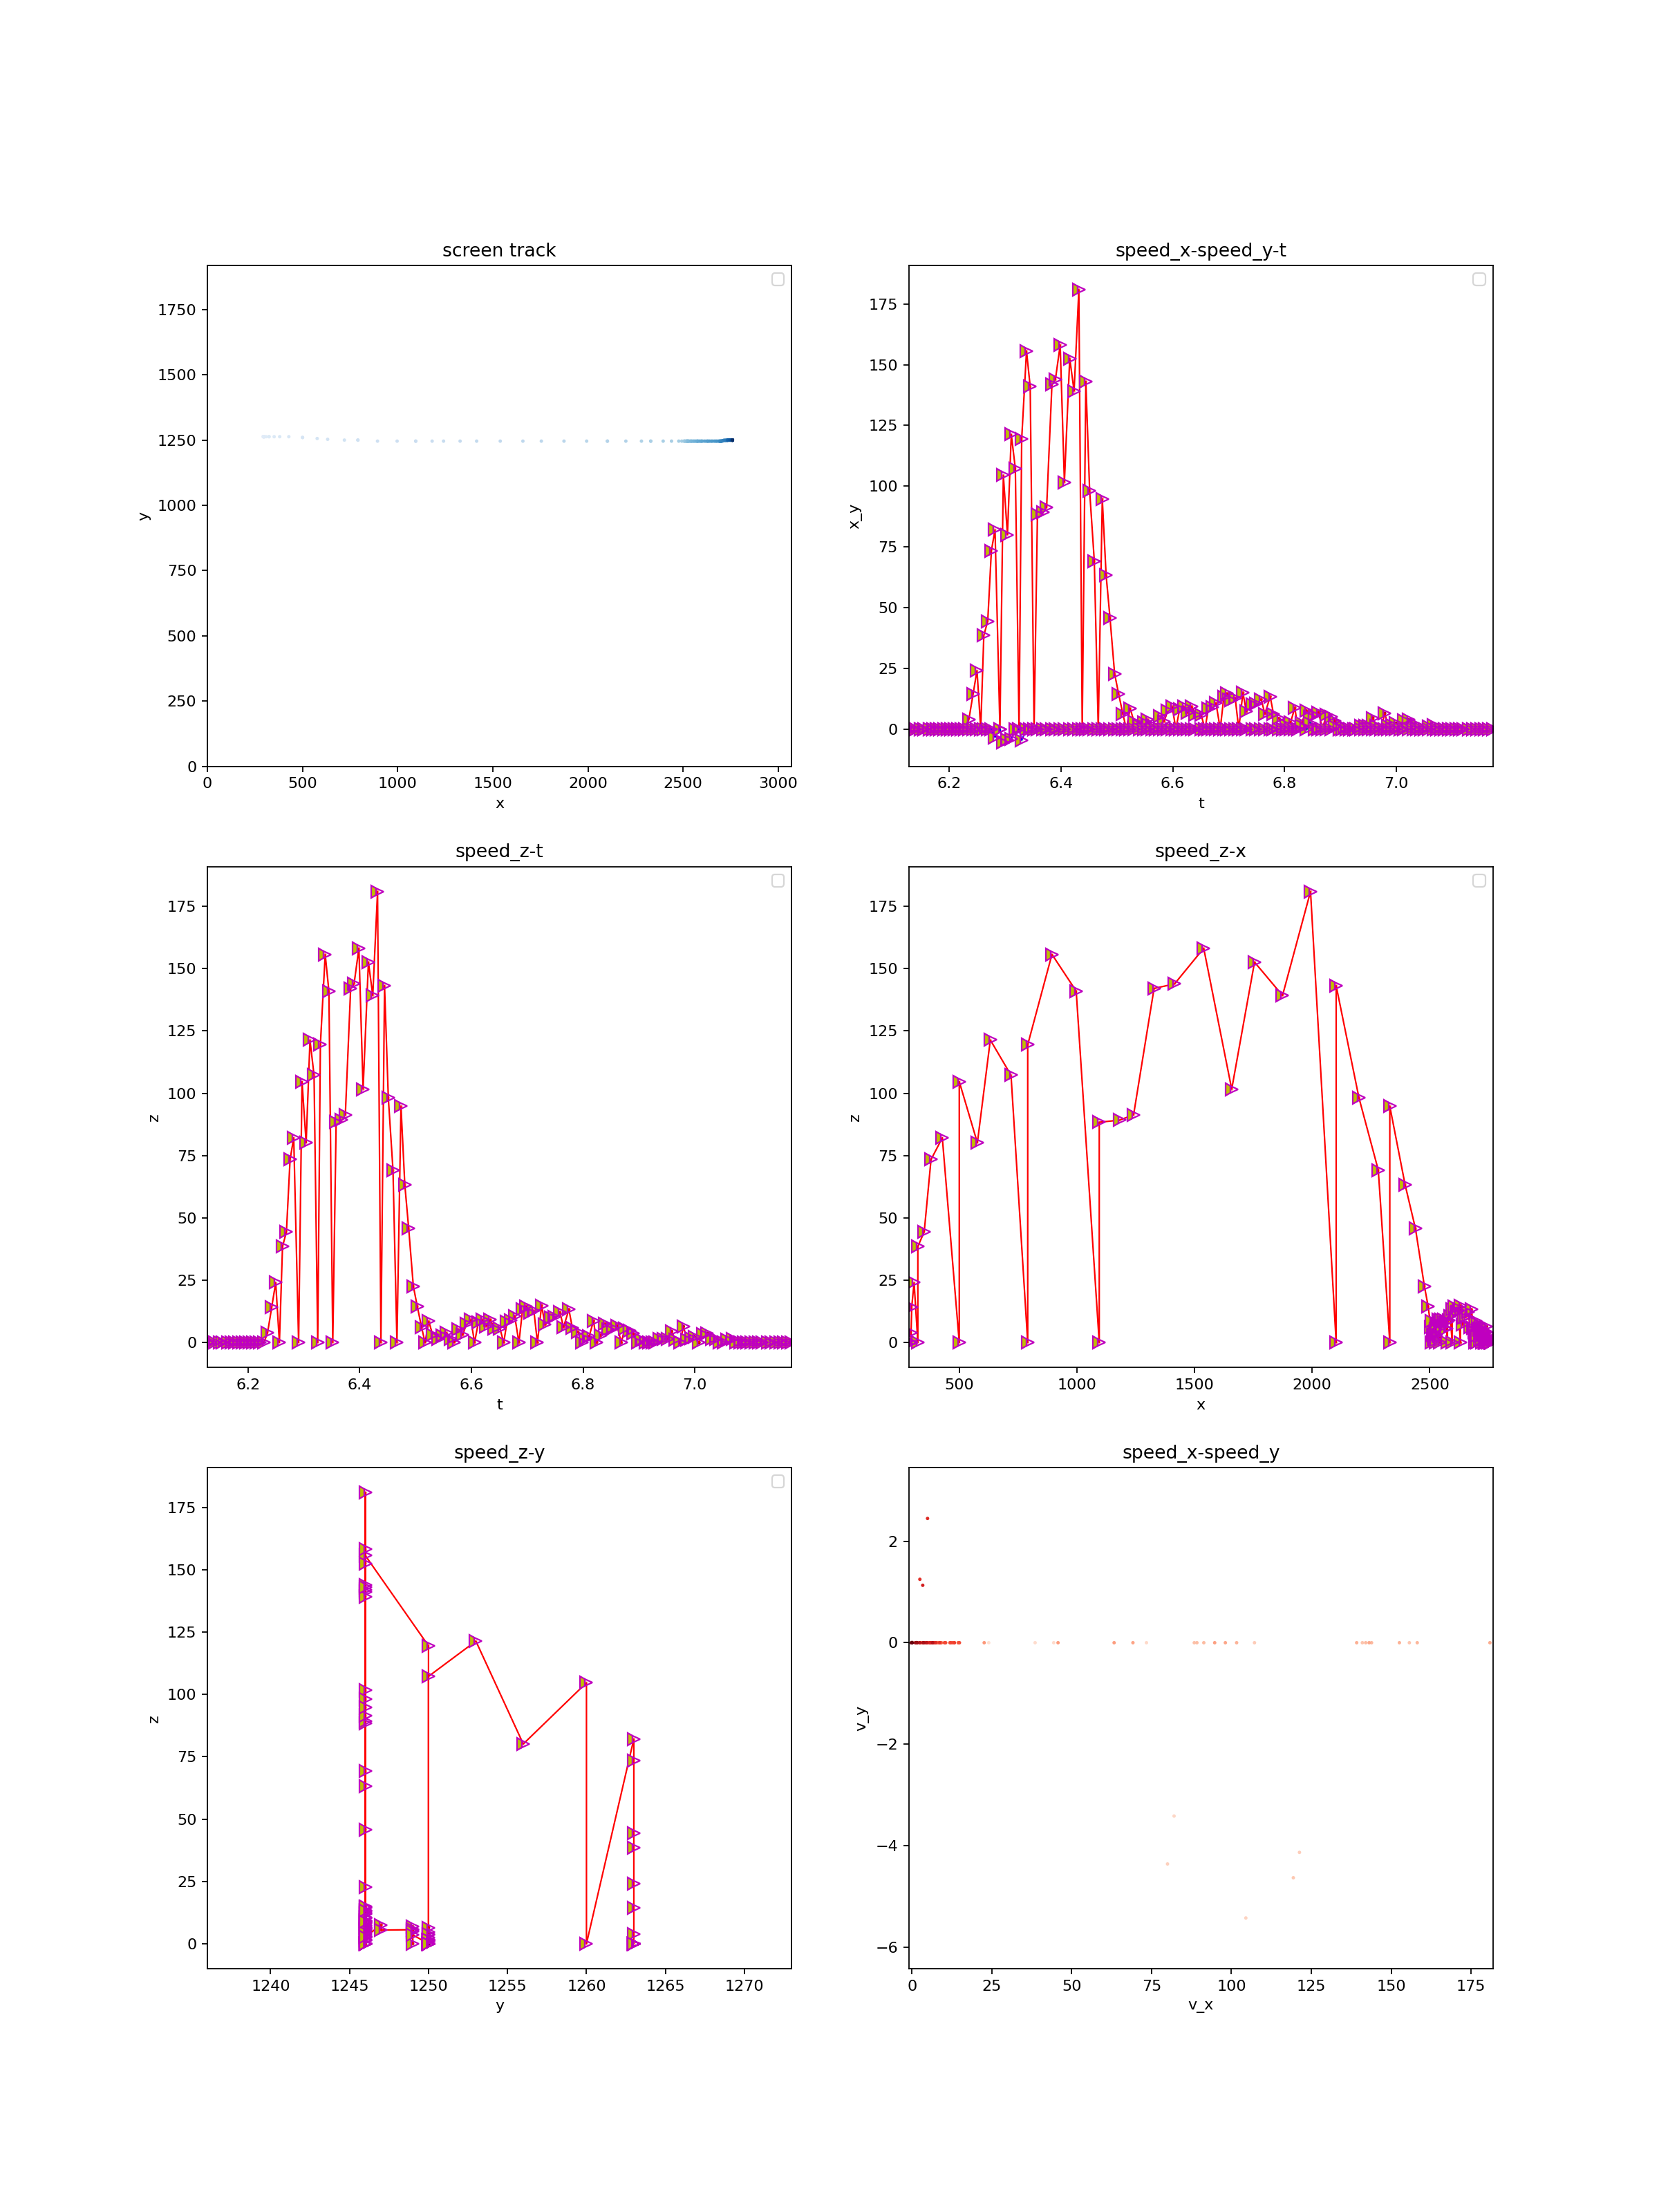 screen track
1750
1500
1250
1000
750
500
250
0
y
0 500 1000 1500 2000 2500 3000
x
speed_x-speed_y-t
175
150
125
100
75
50
25
0
x_y
6.2 6.4 6.6 6.8 7.0
t
speed_z-t
175
150
125
100
75
50
25
0
z
6.2 6.4 6.6 6.8 7.0
t
speed_z-x
175
150
125
100
75
50
25
0
z
500 1000 1500 2000 2500
x
speed_z-y
175
150
125
100
75
50
25
0
z
1240 1245 1250 1255 1260 1265 1270
y
speed_x-speed_y
2
0
−2
−4
−6
v_y
0 25 50 75 100 125 150 175
v_x